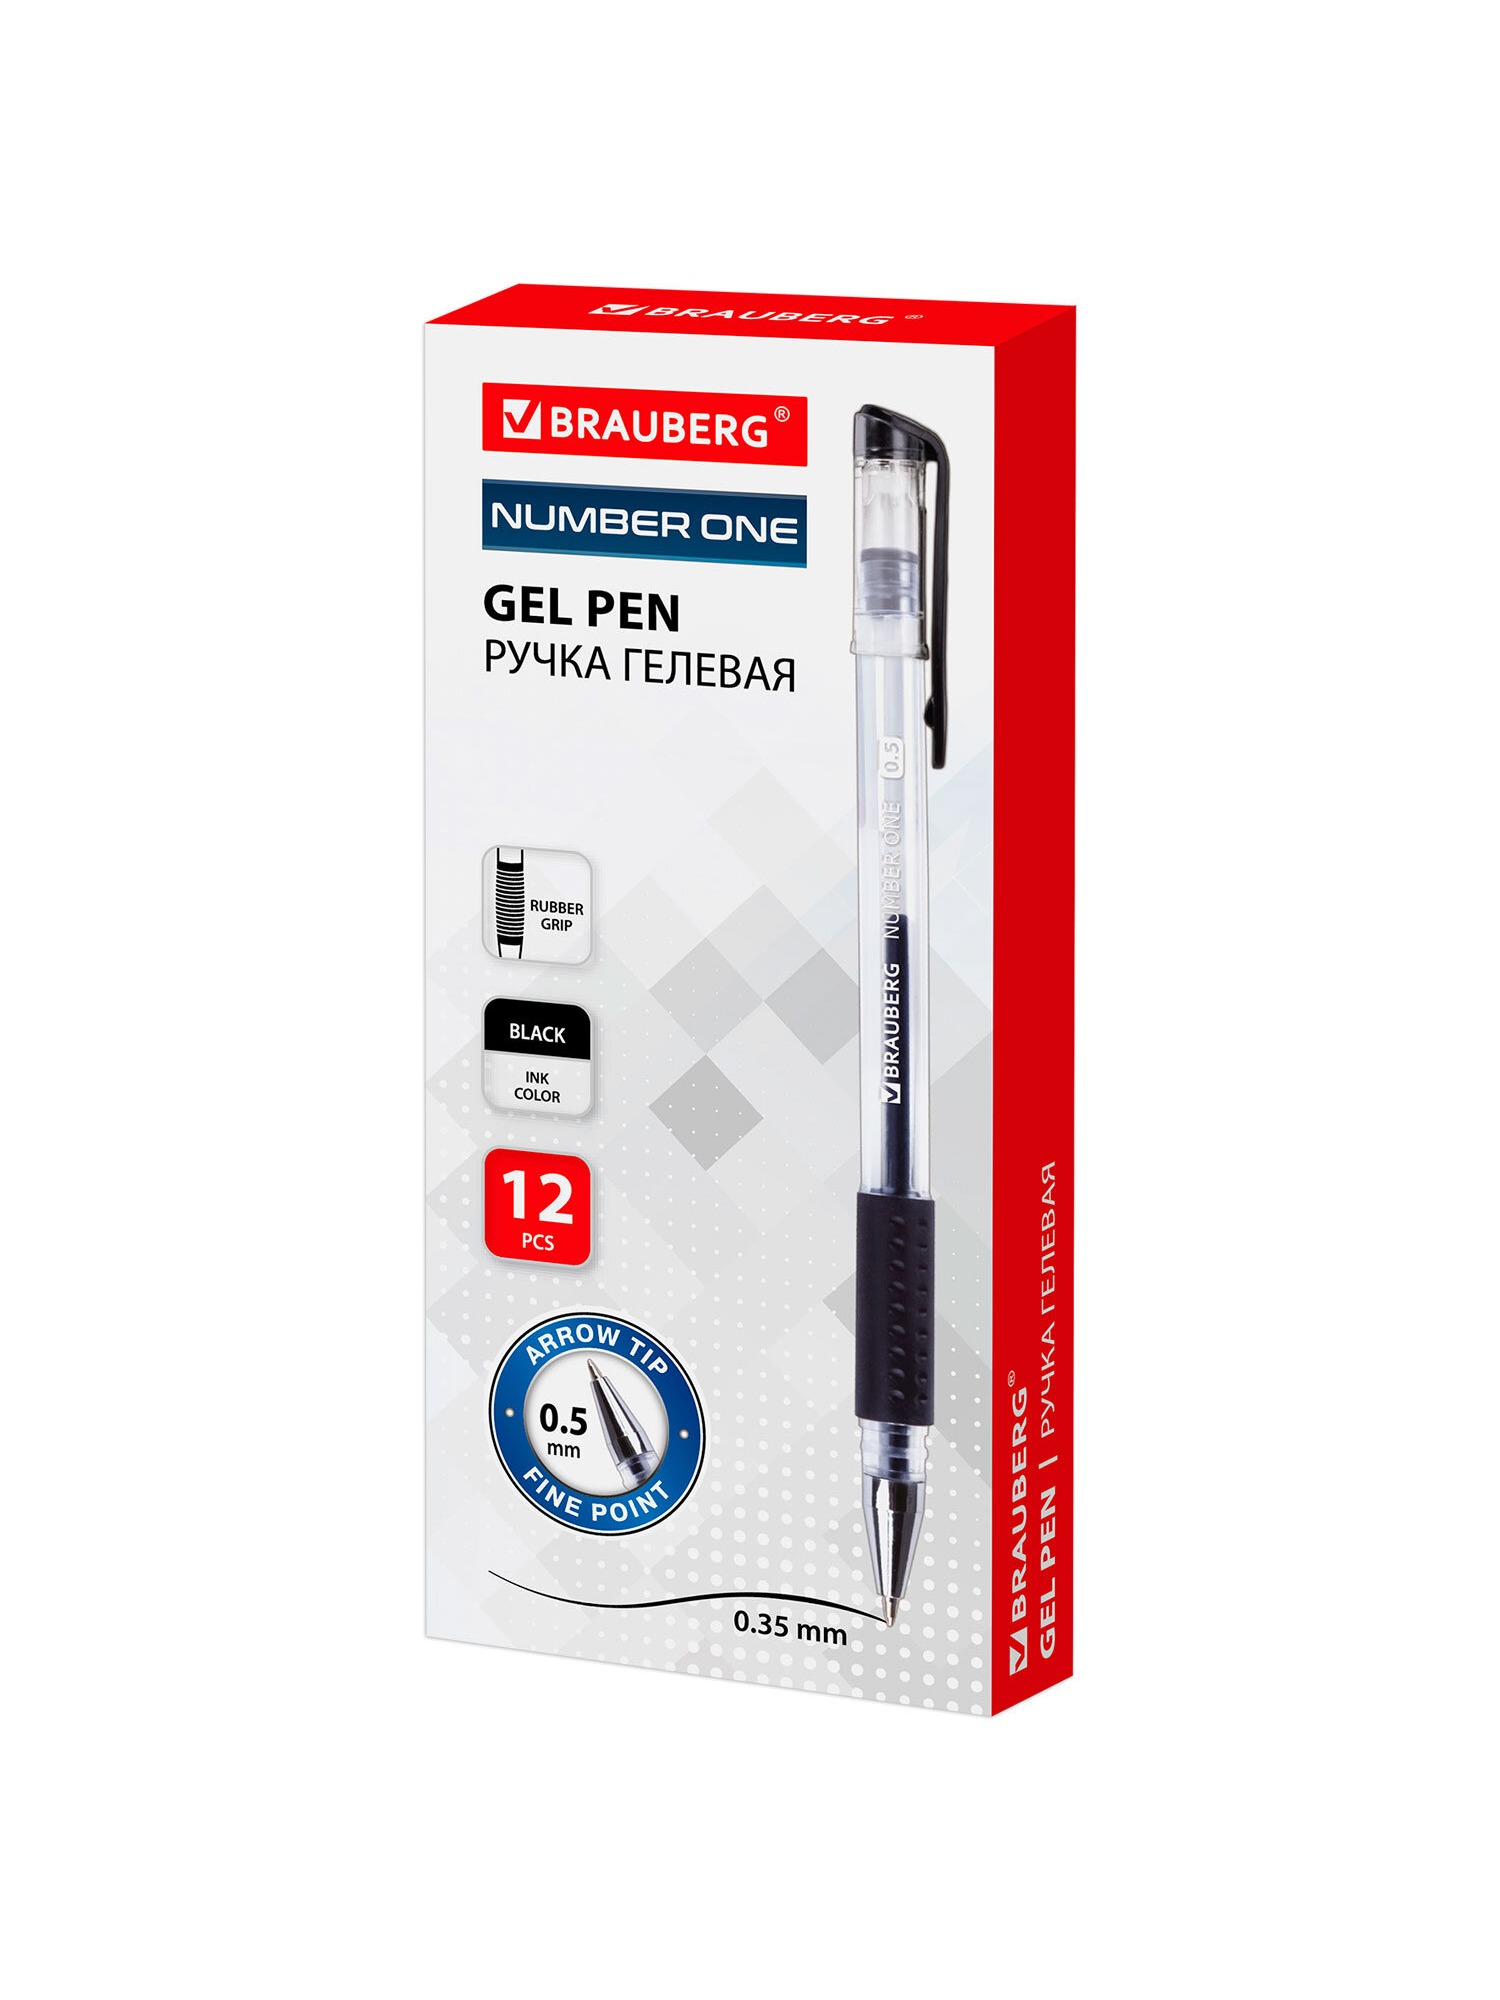 BRAUBERG ®
BRAUBERG®
NUMBER ONE
GEL PEN
РУЧКА ГЕЛЕВАЯ
RUBBER
GRIP
BLACK
INK
COLOR
12
PCS
ARROW TIP
0.5
mm
FINE POINT
0.35 mm
BRAUBERG NUMBER ONE 0.5
BRAUBERG®
GEL PEN | РУЧКА ГЕЛЕВАЯ